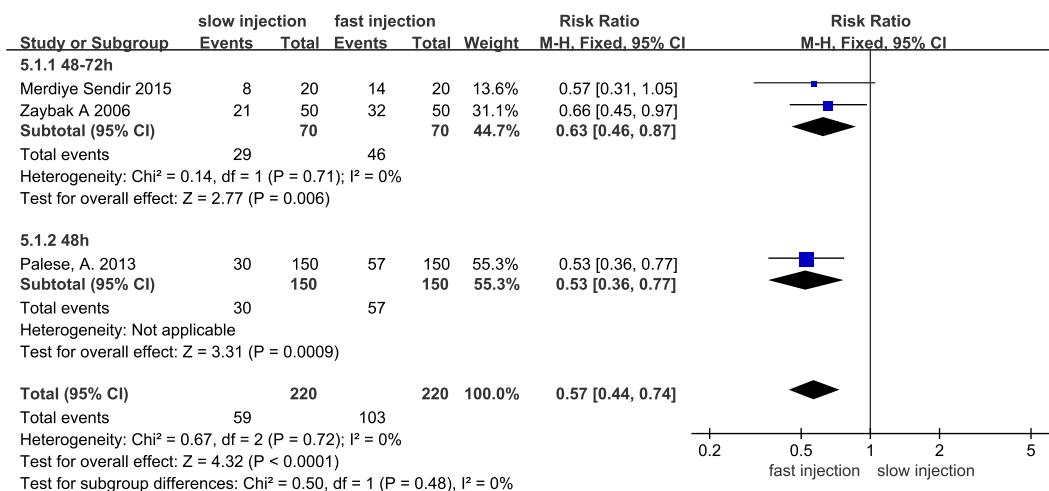 slow injection fast injection Risk Ratio Risk Ratio
Study or Subgroup Events Total Events Total Weight M-H, Fixed, 95% CI M-H, Fixed, 95% CI
5.1.1 48-72h
Merdiye Sendir 2015 8 20 14 20 13.6% 0.57 [0.31, 1.05]
Zaybak A 2006 21 50 32 50 31.1% 0.66 [0.45, 0.97]
Subtotal (95% CI) 70 70 44.7% 0.63 [0.46, 0.87]
Total events 29 46
Heterogeneity: Chi² = 0.14, df = 1 (P = 0.71); I² = 0%
Test for overall effect: Z = 2.77 (P = 0.006)
5.1.2 48h
Palese, A. 2013 30 150 57 150 55.3% 0.53 [0.36, 0.77]
Subtotal (95% CI) 150 150 55.3% 0.53 [0.36, 0.77]
Total events 30 57
Heterogeneity: Not applicable
Test for overall effect: Z = 3.31 (P = 0.0009)
Total (95% CI) 220 220 100.0% 0.57 [0.44, 0.74]
Total events 59 103
Heterogeneity: Chi² = 0.67, df = 2 (P = 0.72); I² = 0%
Test for overall effect: Z = 4.32 (P < 0.0001)
Test for subgroup differences: Chi² = 0.50, df = 1 (P = 0.48), I² = 0%
0.2 0.5 1 2 5
fast injection slow injection